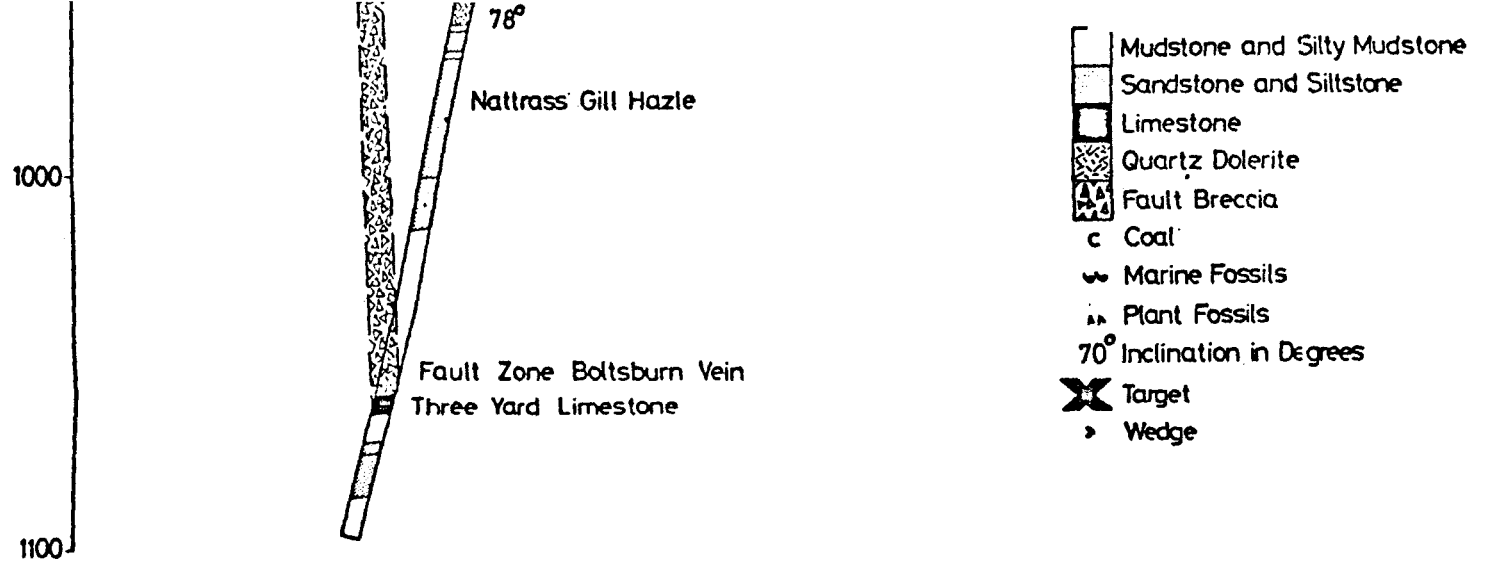 78°
Nattrass Gill Hazle
1000
Fault Zone Boltsburn Vein
Three Yard Limestone
1100
Mudstone and Silty Mudstone
Sandstone and Siltstone
Limestone
Quartz Dolerite
Fault Breccia
c Coal
Marine Fossils
Plant Fossils
70° Inclination in Degrees
Target
Wedge